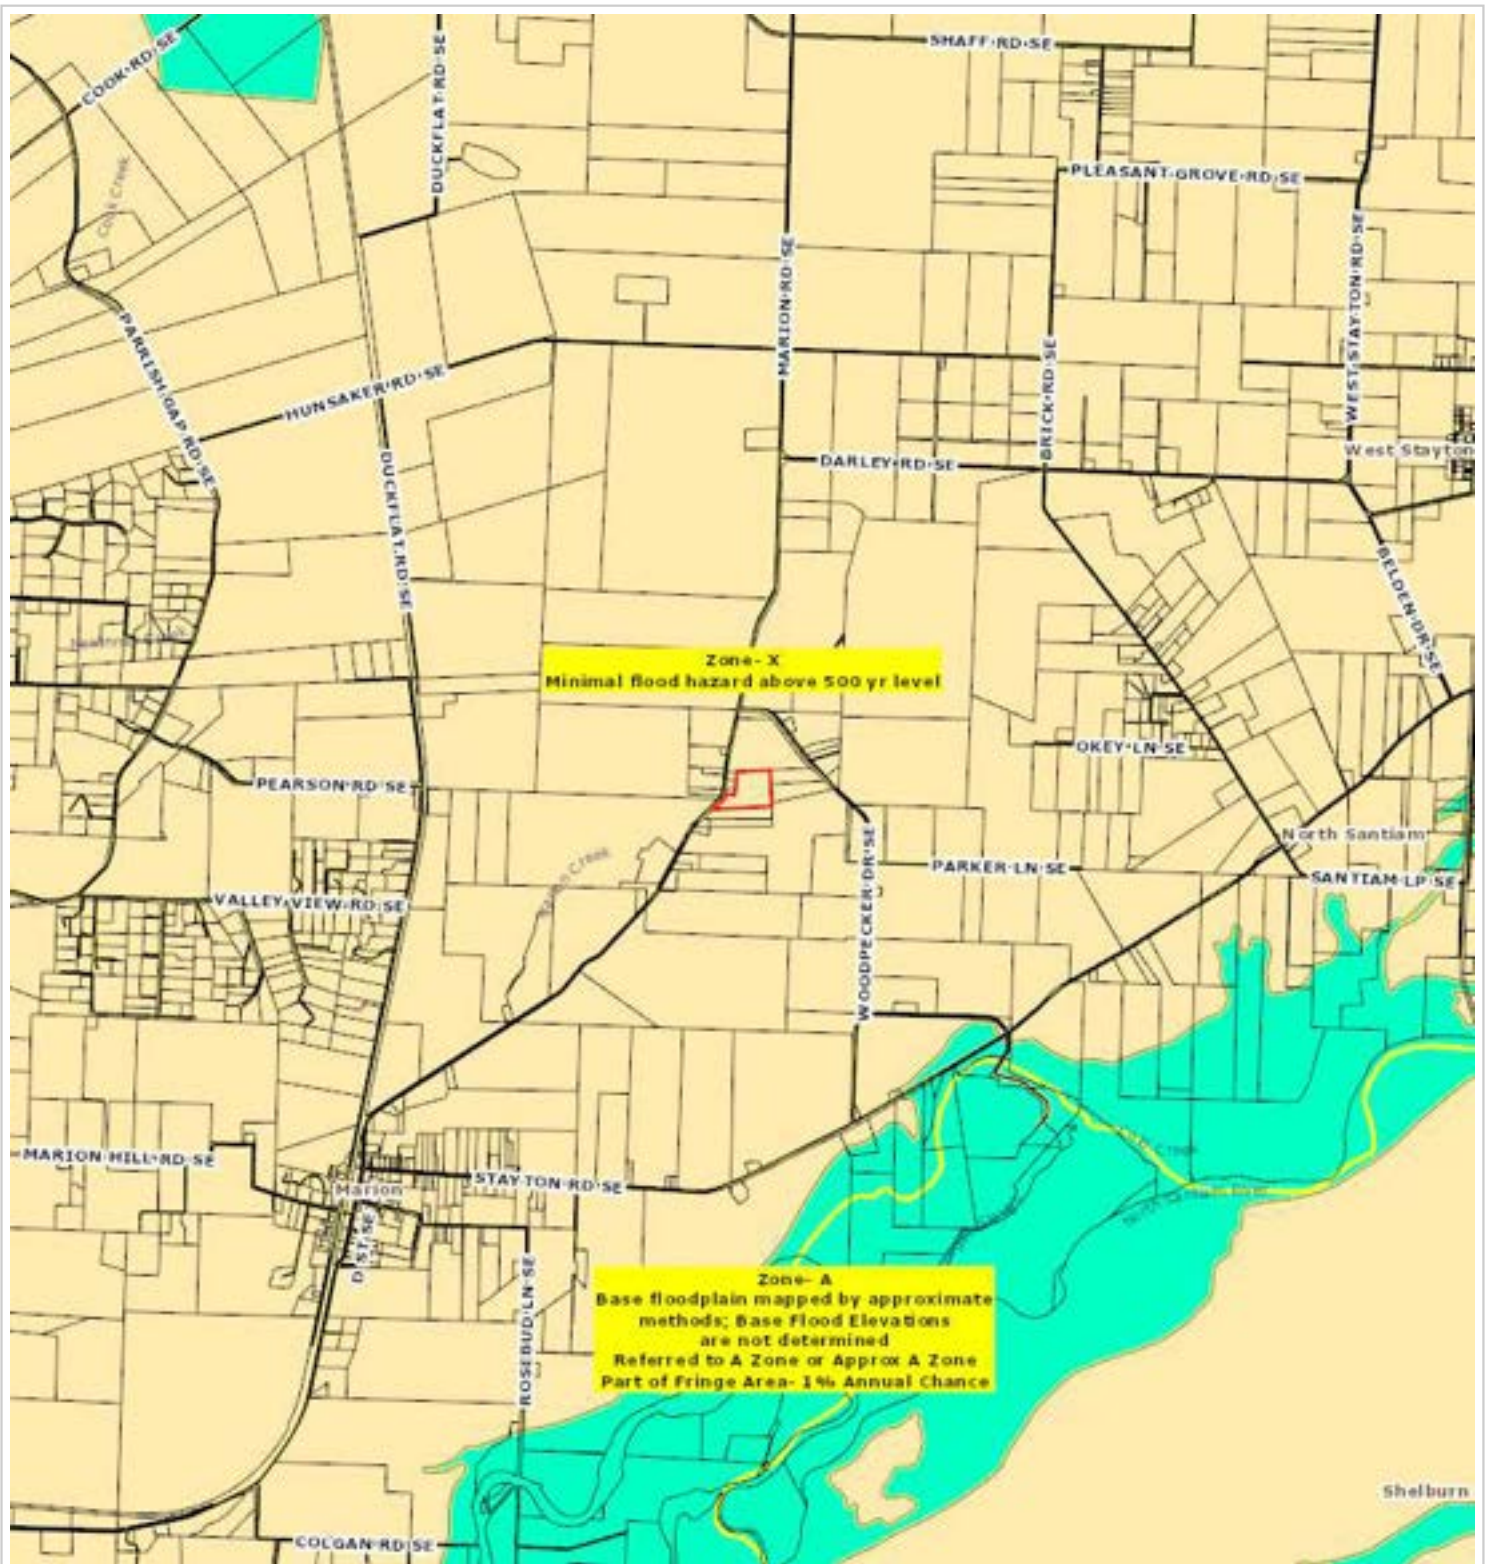 COOK RD SE
DUCKFLAT RD SE
SHAFF RD SE
Cook Creek
PLEASANT GROVE RD SE
MARION RD SE
WEST STAYTON RD SE
PARRISH GAP RD SE
HUNSAKER RD SE
BRICK RD SE
West Stayton
DARLEY RD SE
DUCKFLAT RD SE
BELDEN DR SE
Zone- X
Minimal flood hazard above 500 yr level
OKEY LN SE
PEARSON RD SE
North Santiam
PARKER LN SE
SANTIAM LP SE
VALLEY VIEW RD SE
WOODPECKER DR SE
MARION HILL RD SE
STAYTON RD SE
Marion
D ST SE
ROSEBUD LN SE
Zone- A
Base floodplain mapped by approximate
methods; Base Flood Elevations
are not determined
Referred to A Zone or Approx A Zone
Part of Fringe Area- 1% Annual Chance
Shelburn
COLGAN RD SE